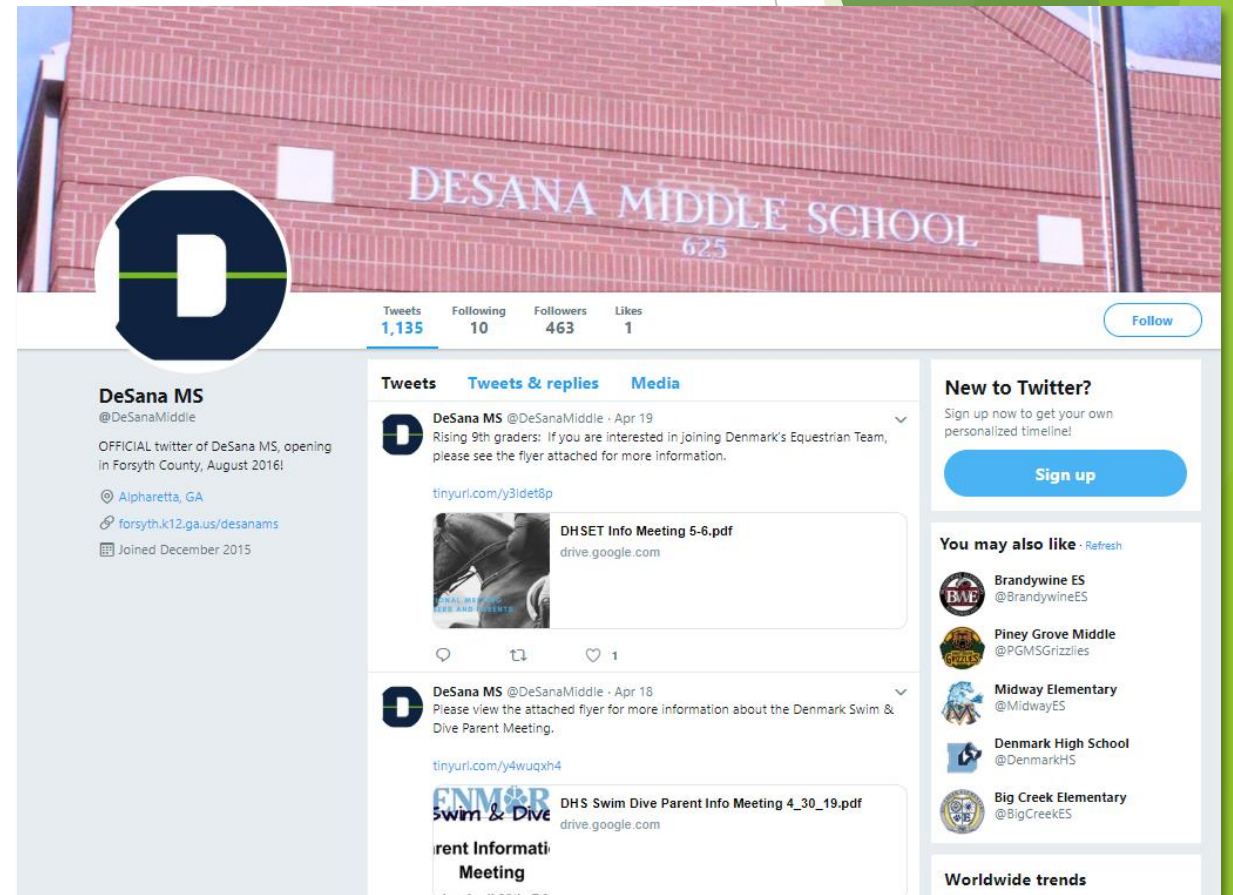 DESANA MIDDLE SCHOOL
625
D
Tweets Following Followers Likes
1,135 10 463 1
Follow
DeSana MS
@DeSanaMiddle
OFFICIAL twitter of DeSana MS, opening
in Forsyth County, August 2016!
Alpharetta, GA
forsyth.k12.ga.us/desanams
Joined December 2015
Tweets Tweets & replies Media
DeSana MS @DeSanaMiddle · Apr 19
Rising 9th graders: If you are interested in joining Denmark's Equestrian Team,
please see the flyer attached for more information.
tinyurl.com/y3ldet8p
DHSET Info Meeting 5-6.pdf
drive.google.com
1
DeSana MS @DeSanaMiddle · Apr 18
Please view the attached flyer for more information about the Denmark Swim &
Dive Parent Meeting.
tinyurl.com/y4wuqxh4
Swim & Dive
rent Informati
Meeting
DHS Swim Dive Parent Info Meeting 4_30_19.pdf
drive.google.com
New to Twitter?
Sign up now to get your own
personalized timeline!
Sign up
You may also like · Refresh
BWE
Brandywine ES
@BrandywineES
GRIZZLIES
Piney Grove Middle
@PGMSGrizzlies
Midway Elementary
@MidwayES
Denmark High School
@DenmarkHS
Big Creek Elementary
@BigCreekES
Worldwide trends